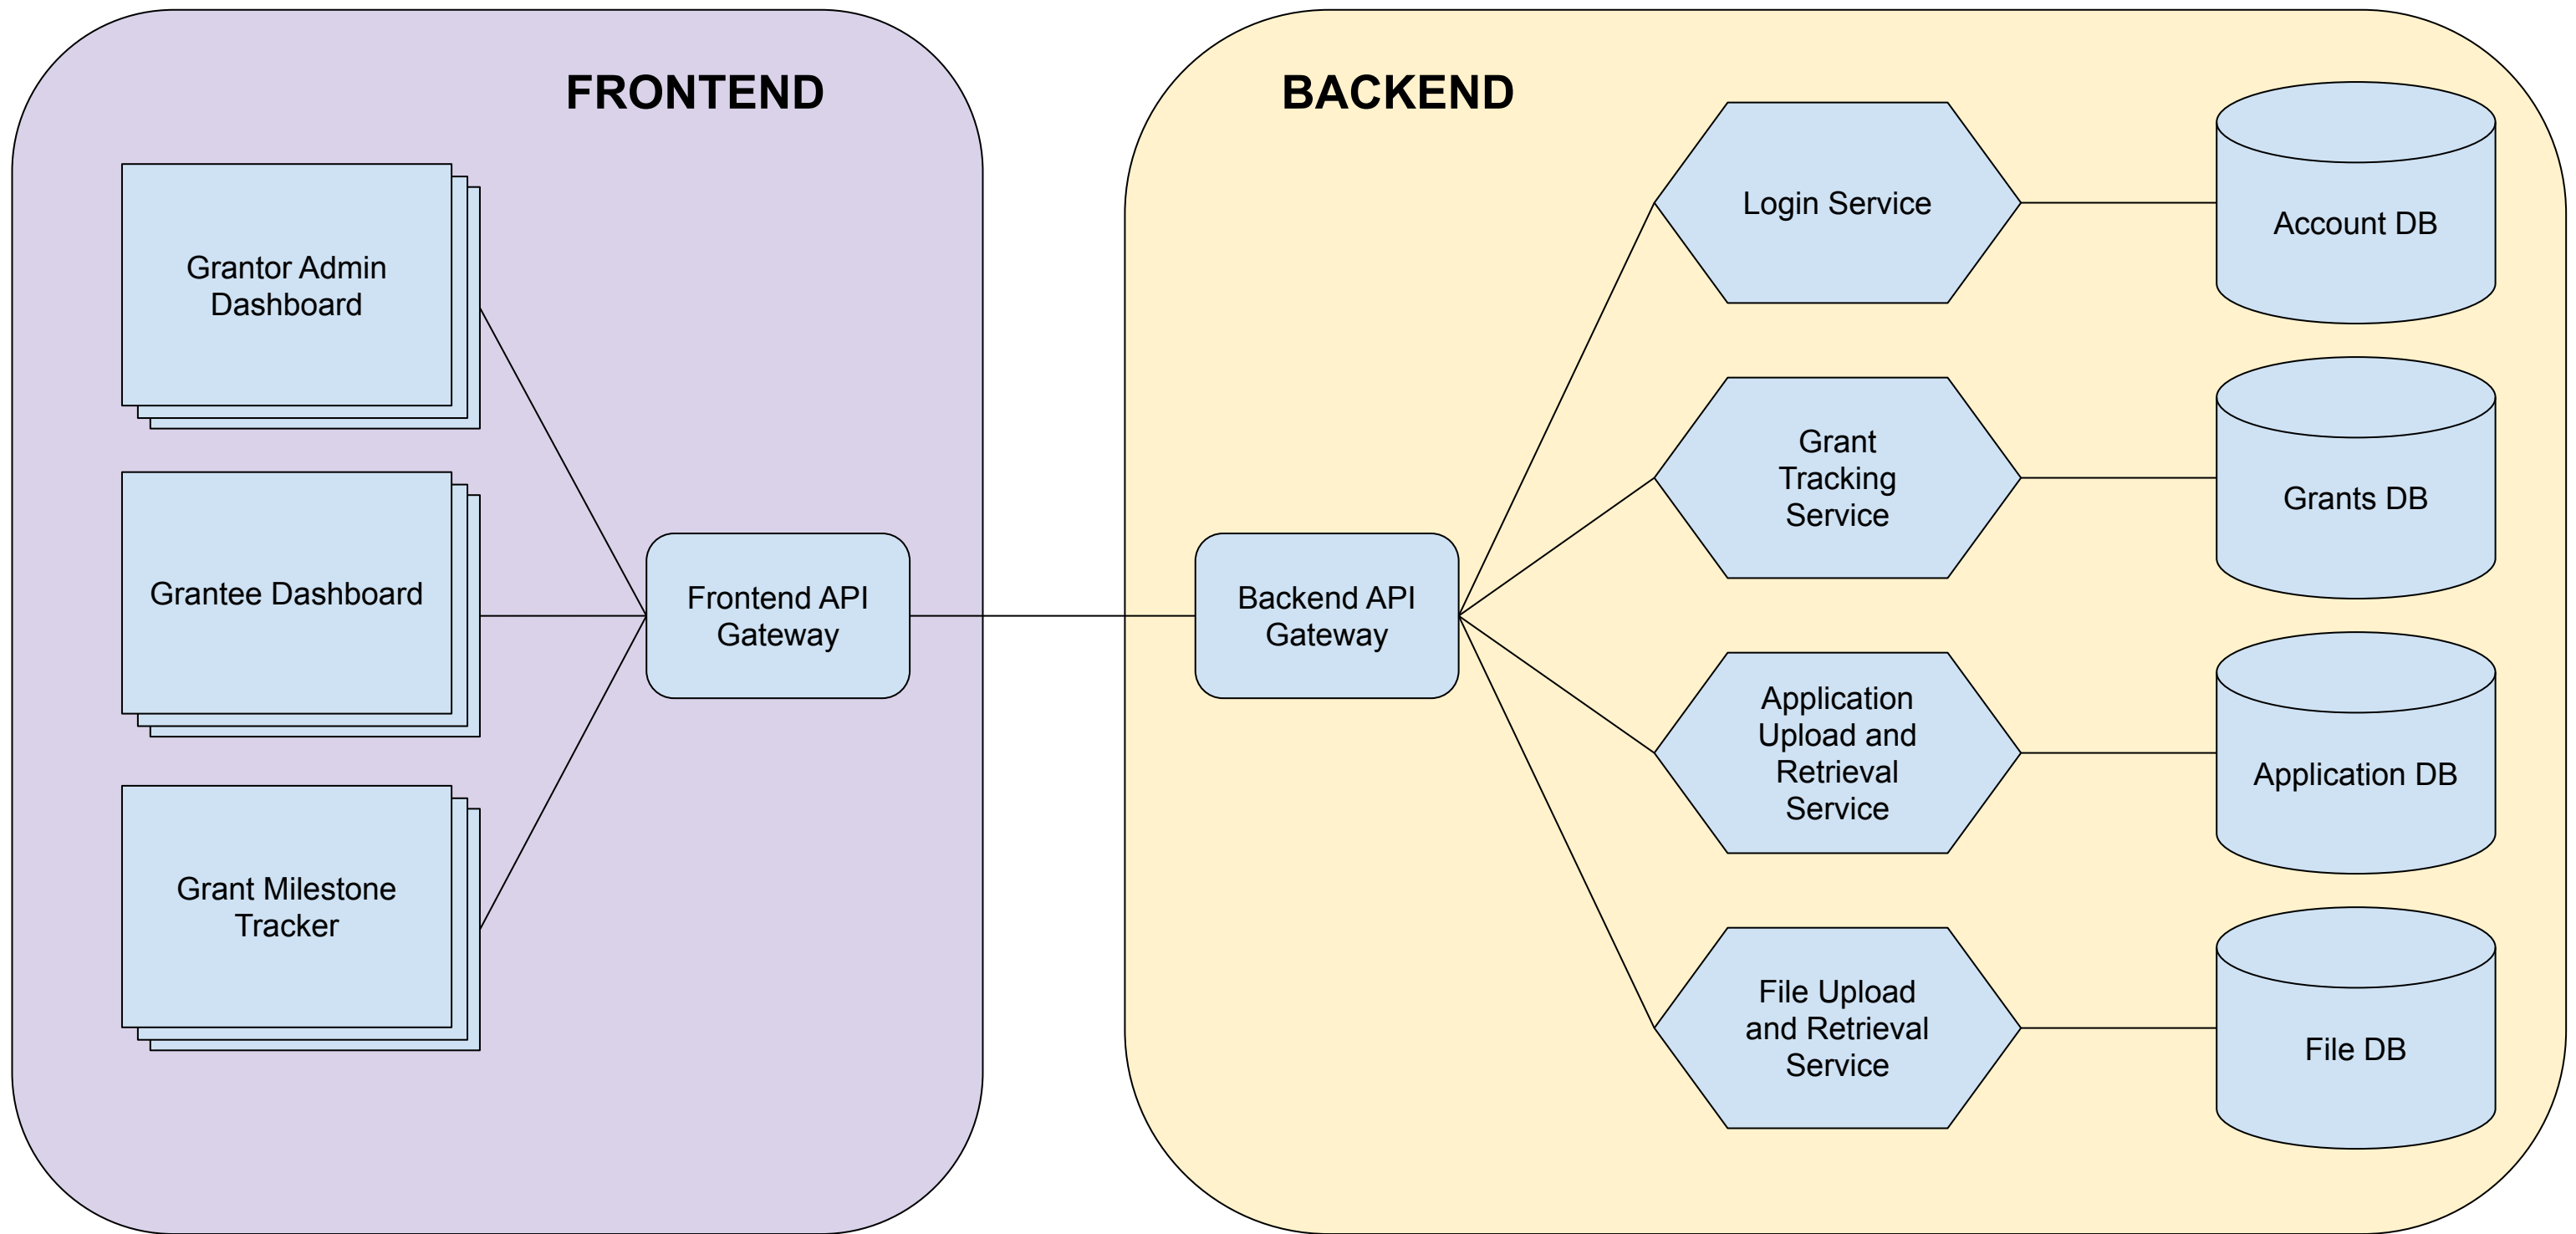 FRONTEND
Grantor Admin
Dashboard
Grantee Dashboard
Grant Milestone
Tracker
Frontend API
Gateway
BACKEND
Backend API
Gateway
Login Service
Grant
Tracking
Service
Application
Upload and
Retrieval
Service
File Upload
and Retrieval
Service
Account DB
Grants DB
Application DB
File DB